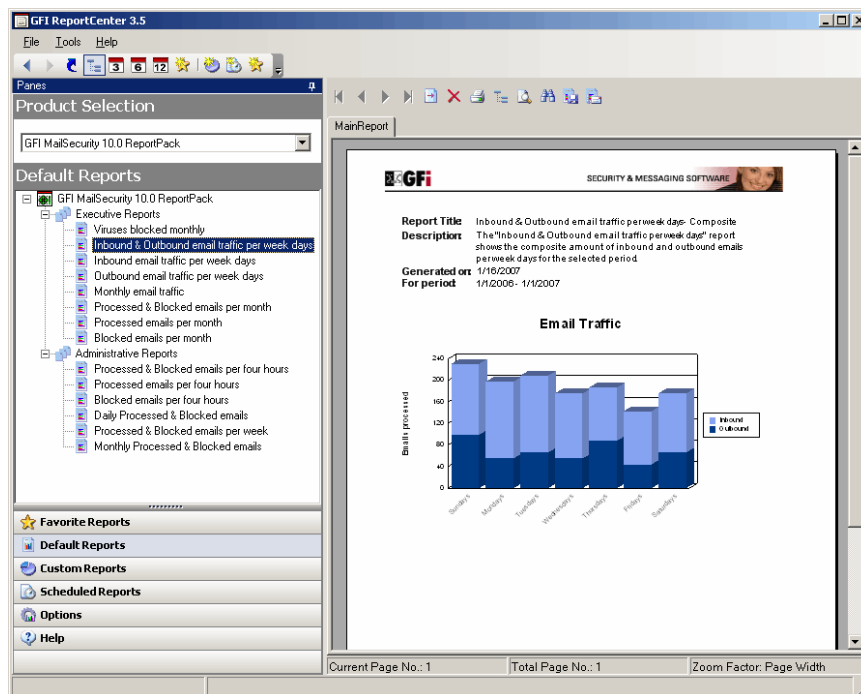 GFI ReportCenter 3.5
File Tools Help
3 6 12
Panes
Product Selection
GFI MailSecurity 10.0 ReportPack
Default Reports
GFI MailSecurity 10.0 ReportPack
Executive Reports
Viruses blocked monthly
Inbound & Outbound email traffic per week days
Inbound email traffic per week days
Outbound email traffic per week days
Monthly email traffic
Processed & Blocked emails per month
Processed emails per month
Blocked emails per month
Administrative Reports
Processed & Blocked emails per four hours
Processed emails per four hours
Blocked emails per four hours
Daily Processed & Blocked emails
Processed & Blocked emails per week
Monthly Processed & Blocked emails
Favorite Reports
Default Reports
Custom Reports
Scheduled Reports
Options
Help
MainReport
GFi
SECURITY & MESSAGING SOFTWARE
Report Title: Inbound & Outbound email traffic per week days- Composite
Description: The "Inbound & Outbound email traffic per week days" report
shows the composite amount of inbound and outbound emails
per week days for the selected period.
Generated on: 1/16/2007
For period: 1/1/2006- 1/1/2007
Email Traffic
Emails processed
240
200
160
120
80
40
0
Sundays
Mundays
Tuesdays
Wednesdays
Thursdays
Fridays
Saturdays
Inbound
Outbound
Current Page No.: 1
Total Page No.: 1
Zoom Factor: Page Width